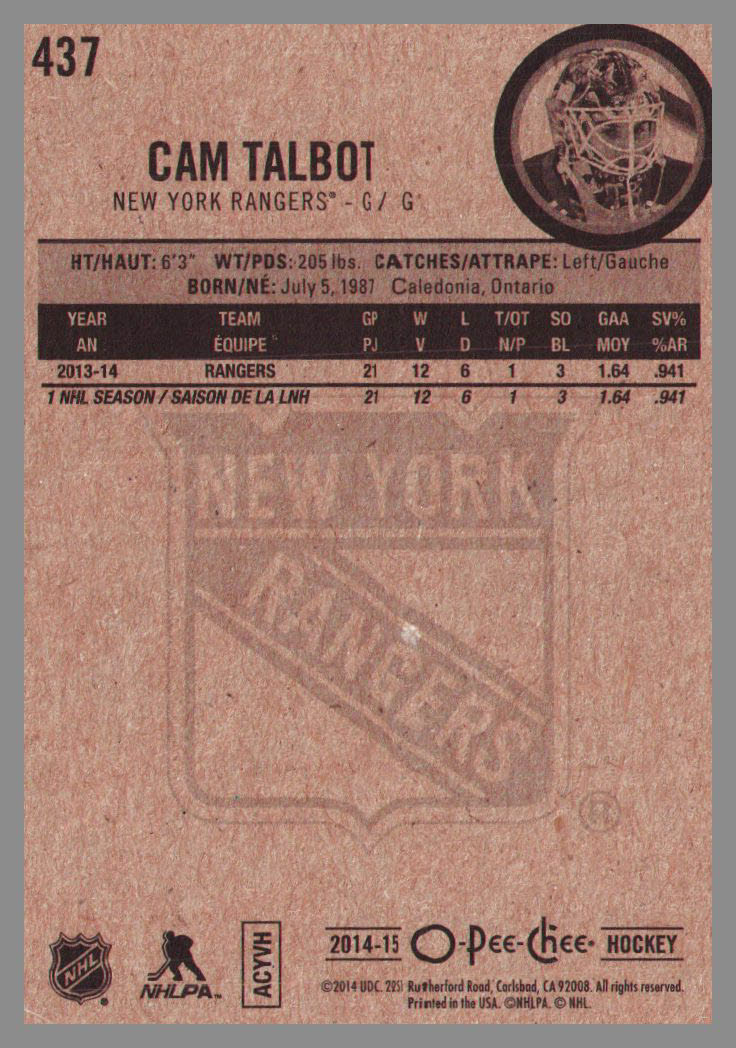 437
CAM TALBOT
NEW YORK RANGERS® - G / G
HT/HAUT: 6'3" WT/PDS: 205 lbs. CATCHES/ATTRAPE: Left/Gauche
BORN/NÉ: July 5, 1987 Caledonia, Ontario
YEAR TEAM GP W L T/OT SO GAA SV%
AN ÉQUIPE PJ V D N/P BL MOY %AR
2013-14 RANGERS 21 12 6 1 3 1.64 .941
1 NHL SEASON / SAISON DE LA LNH 21 12 6 1 3 1.64 .941
NEW YORK
RANGERS
®
NHL ®
NHLPA™
ACYVH
2014-15 O-Pee-Chee® HOCKEY
©2014 UDC. 2251 Rutherford Road, Carlsbad, CA 92008. All rights reserved.
Printed in the USA. ©NHLPA. © NHL.